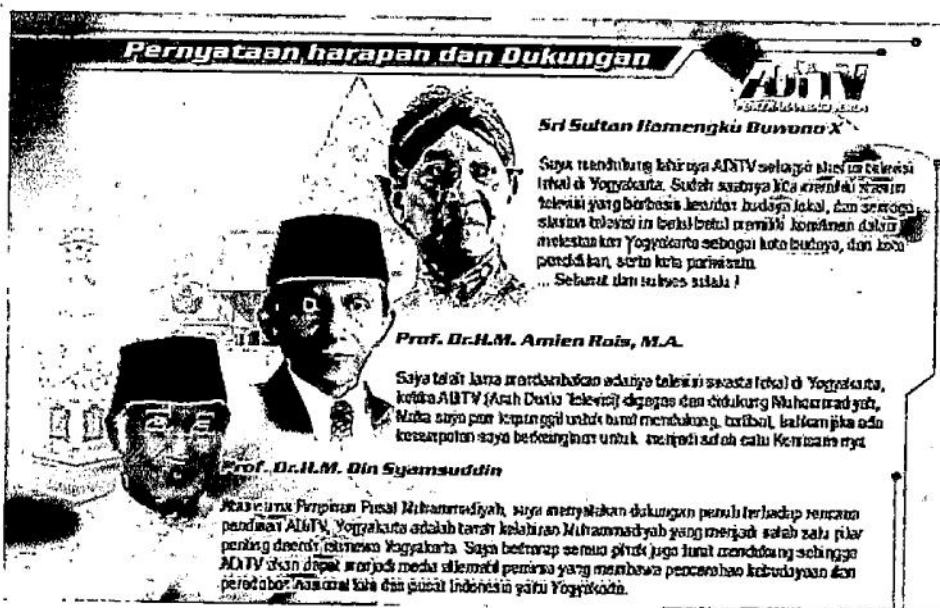 Pernyataan harapan dan Dukungan
ADiTV
Sri Sultan Hamengku Buwono X
Saya mendukung lahirnya ADiTV sebagai stasiun televisi
lokal di Yogyakarta. Sudah saatnya kita memiliki stasiun
televisi yang berbasis budaya lokal, dan semoga
stasiun televisi ini betul-betul memiliki komitmen dalam
melestarikan Yogyakarta sebagai kota budaya, dan kota
pendidikan, serta kota pariwisata.
... Selamat dan sukses selalu !
Prof. Dr.H.M. Amien Rais, M.A.
Saya telah lama mendambakan adanya televisi swasta lokal di Yogyakarta,
ketika ADiTV (Arah Dunia Televisi) digagas dan didukung Muhammadiyah,
Maka saya pun terpanggil untuk turut mendukung, terlibat, bahkan jika ada
kesempatan saya berkeinginan untuk menjadi salah satu
Prof. Dr.H.M. Din Syamsuddin
Atas nama Pimpinan Pusat Muhammadiyah, saya menyatakan dukungan penuh terhadap rencana
pendirian ADiTV, Yogyakarta adalah tanah kelahiran Muhammadiyah yang menjadi salah satu pilar
penting daerah istimewa Yogyakarta. Saya berharap semua pihak juga turut mendukung sehingga
ADiTV akan dapat menjadi media alternatif pemirsa yang membawa pencerahan kebudayaan dan
peradaban nasional kita dari pusat Indonesia yaitu Yogyakarta.